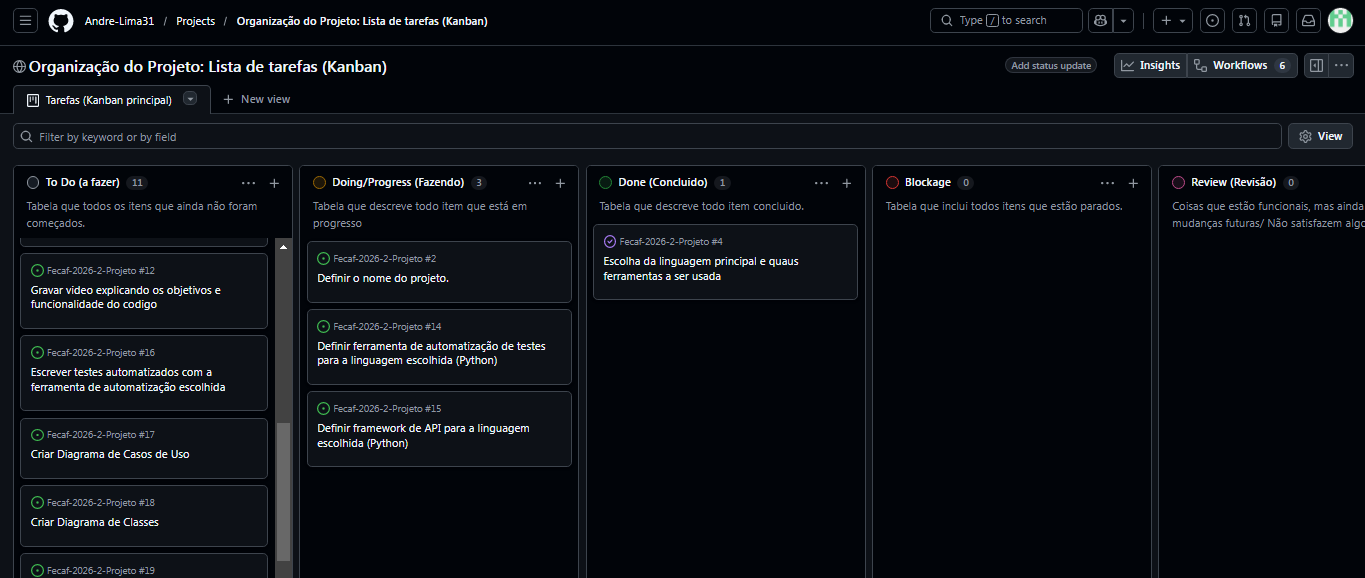 Andre-Lima31 / Projects / Organização do Projeto: Lista de tarefas (Kanban)
Type / to search
Organização do Projeto: Lista de tarefas (Kanban)
Add status update
Insights
Workflows 6
Tarefas (Kanban principal)
New view
Filter by keyword or by field
View
To Do (a fazer) 11
Tabela que todos os itens que ainda não foram
começados.
Fecaf-2026-2-Projeto #12
Gravar video explicando os objetivos e
funcionalidade do codigo
Fecaf-2026-2-Projeto #16
Escrever testes automatizados com a
ferramenta de automatização escolhida
Fecaf-2026-2-Projeto #17
Criar Diagrama de Casos de Uso
Fecaf-2026-2-Projeto #18
Criar Diagrama de Classes
Fecaf-2026-2-Projeto #19
Doing/Progress (Fazendo) 3
Tabela que descreve todo item que está em
progresso
Fecaf-2026-2-Projeto #2
Definir o nome do projeto.
Fecaf-2026-2-Projeto #14
Definir ferramenta de automatização de testes
para a linguagem escolhida (Python)
Fecaf-2026-2-Projeto #15
Definir framework de API para a linguagem
escolhida (Python)
Done (Concluido) 1
Tabela que descreve todo item concluido.
Fecaf-2026-2-Projeto #4
Escolha da linguagem principal e quaus
ferramentas a ser usada
Blockage 0
Tabela que inclui todos itens que estão parados.
Review (Revisão) 0
Coisas que estão funcionais, mas ainda
mudanças futuras/ Não satisfazem algo